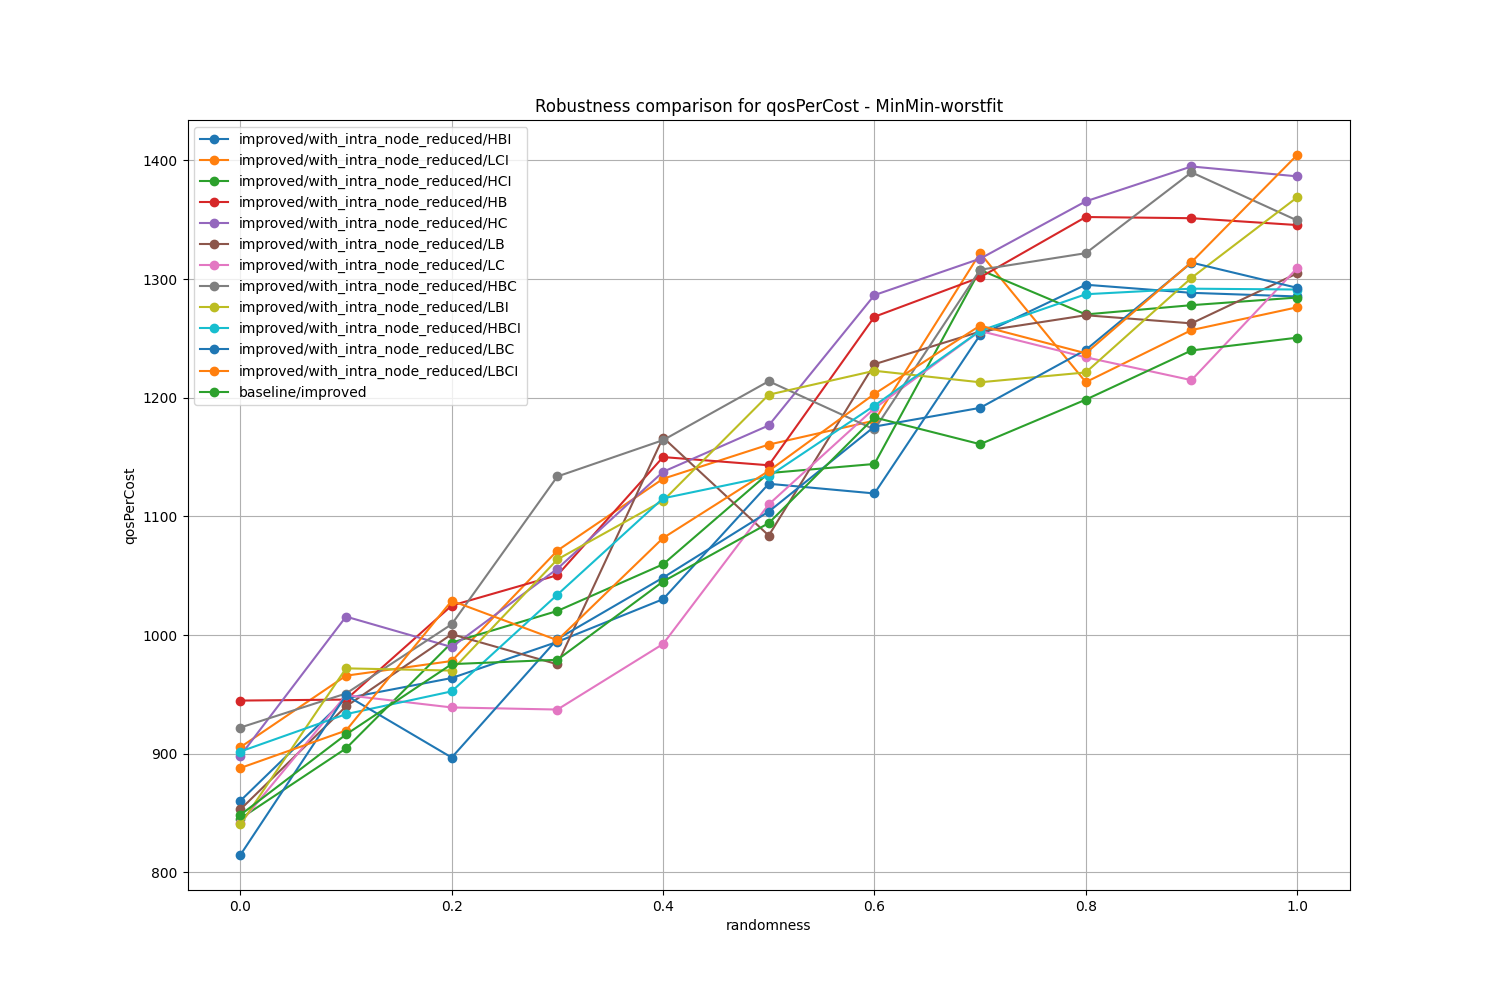 Robustness comparison for qosPerCost - MinMin-worstfit
improved/with_intra_node_reduced/HBI
improved/with_intra_node_reduced/LCI
improved/with_intra_node_reduced/HCI
improved/with_intra_node_reduced/HB
improved/with_intra_node_reduced/HC
improved/with_intra_node_reduced/LB
improved/with_intra_node_reduced/LC
improved/with_intra_node_reduced/HBC
improved/with_intra_node_reduced/LBI
improved/with_intra_node_reduced/HBCI
improved/with_intra_node_reduced/LBC
improved/with_intra_node_reduced/LBCI
baseline/improved
1400
1300
1200
1100
1000
900
800
qosPerCost
0.0 0.2 0.4 0.6 0.8 1.0
randomness